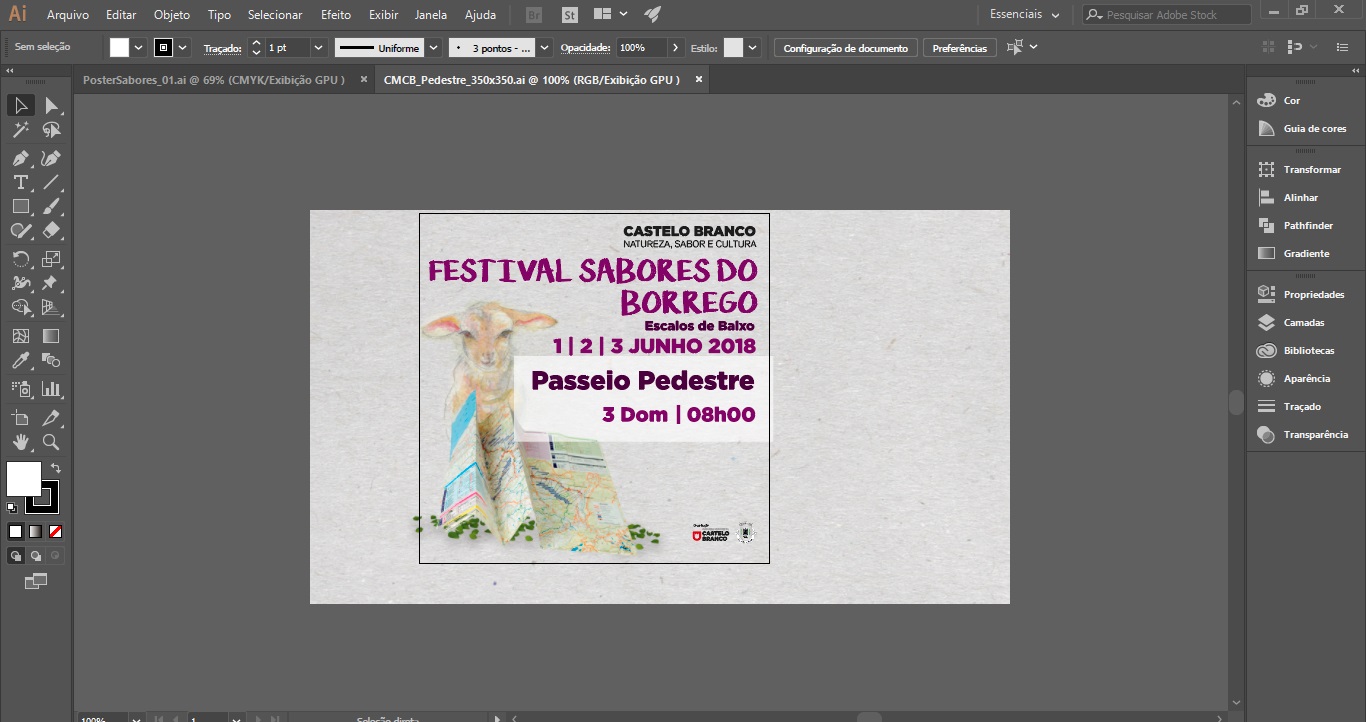 Ai
Arquivo Editar Objeto Tipo Selecionar Efeito Exibir Janela Ajuda Br St Essenciais Pesquisar Adobe Stock
Sem seleção Traçado: 1 pt Uniforme 3 pontos - ... Opacidade: 100% Estilo: Configuração de documento Preferências
PosterSabores_01.ai @ 69% (CMYK/Exibição GPU ) × CMCB_Pedestre_350x350.ai @ 100% (RGB/Exibição GPU ) ×
CASTELO BRANCO
NATUREZA, SABOR E CULTURA
FESTIVAL SABORES DO
BORREGO
Escalos de Baixo
1 | 2 | 3 JUNHO 2018
Passeio Pedestre
3 Dom | 08h00
CASTELO
BRANCO
Cor
Guia de cores
Transformar
Alinhar
Pathfinder
Gradiente
Propriedades
Camadas
Bibliotecas
Aparência
Traçado
Transparência
100% 1 Seleção direta